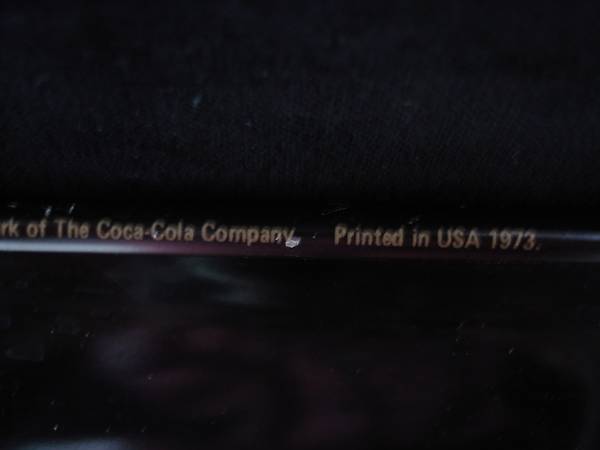 rk of The Coca-Cola Company. Printed in USA 1973.